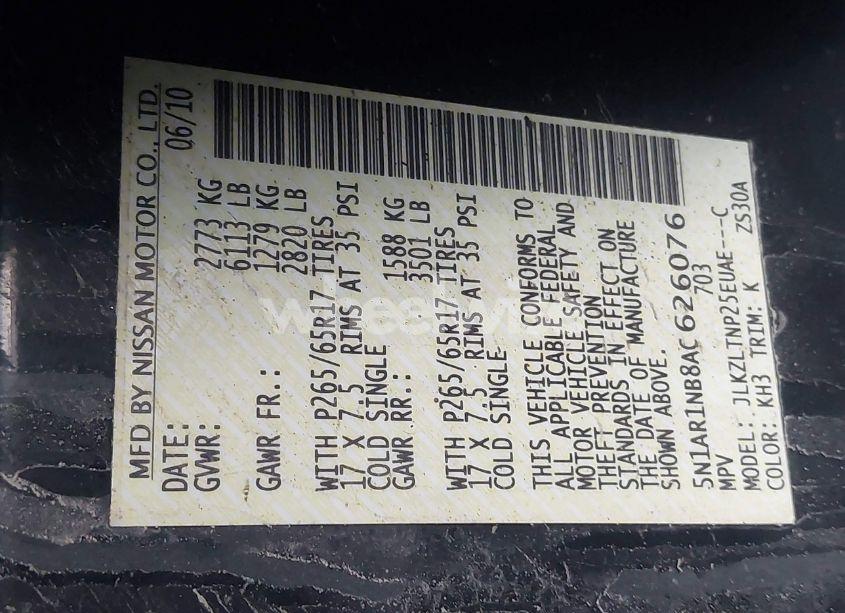 MFD BY NISSAN MOTOR CO., LTD.
DATE: 06/10
GVWR: 2773 KG
6113 LB
GAWR FR.: 1279 KG
2820 LB
WITH P265/65R17 TIRES
17 X 7.5 RIMS AT 35 PSI
COLD SINGLE
GAWR RR.: 1588 KG
3501 LB
WITH P265/65R17 TIRES
17 X 7.5 RIMS AT 35 PSI
COLD SINGLE
THIS VEHICLE CONFORMS TO
ALL APPLICABLE FEDERAL
MOTOR VEHICLE SAFETY AND
THEFT PREVENTION
STANDARDS IN EFFECT ON
THE DATE OF MANUFACTURE
SHOWN ABOVE.
5N1AR1NB8AC626076
MPV 703
MODEL: JLKZLTNP25EUAE---C
COLOR: KH3 TRIM: K ZS30A